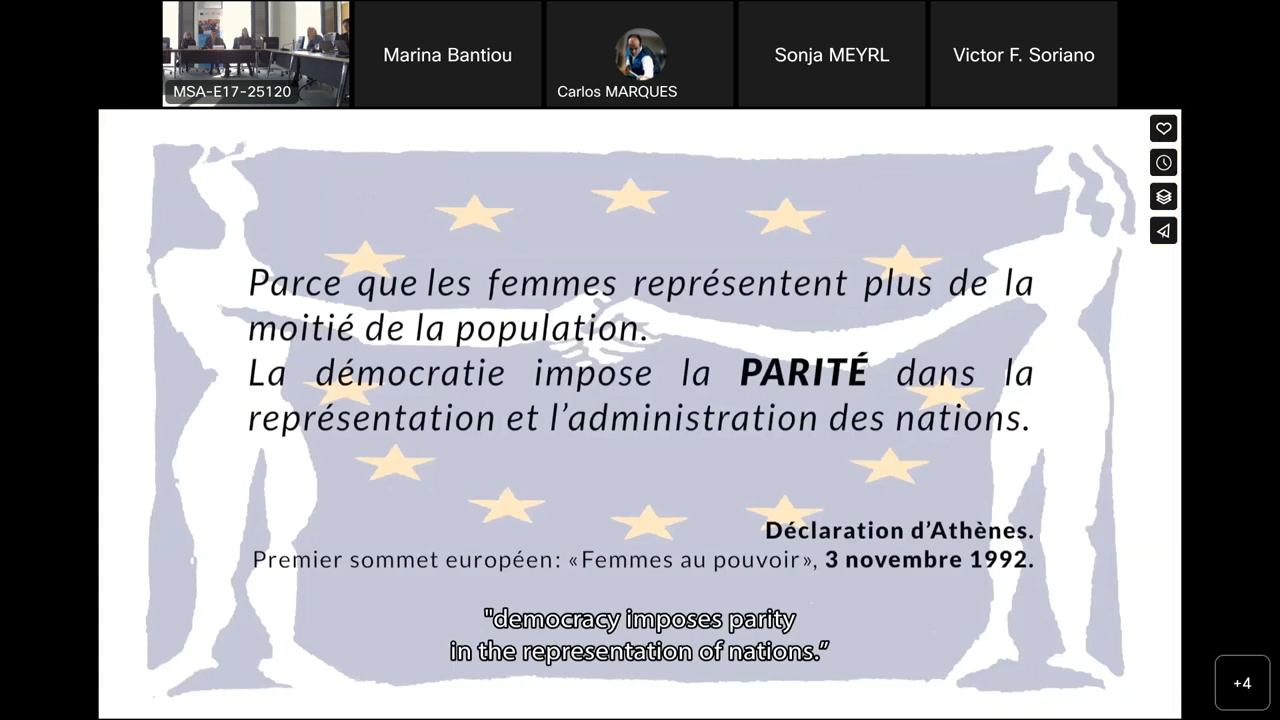 MSA-E17-25120
Marina Bantiou
Carlos MARQUES
Sonja MEYRL
Victor F. Soriano
Parce que les femmes représentent plus de la
moitié de la population.
La démocratie impose la PARITÉ dans la
représentation et l’administration des nations.
Déclaration d’Athènes.
Premier sommet européen: «Femmes au pouvoir», 3 novembre 1992.
"democracy imposes parity
in the representation of nations.”
+4